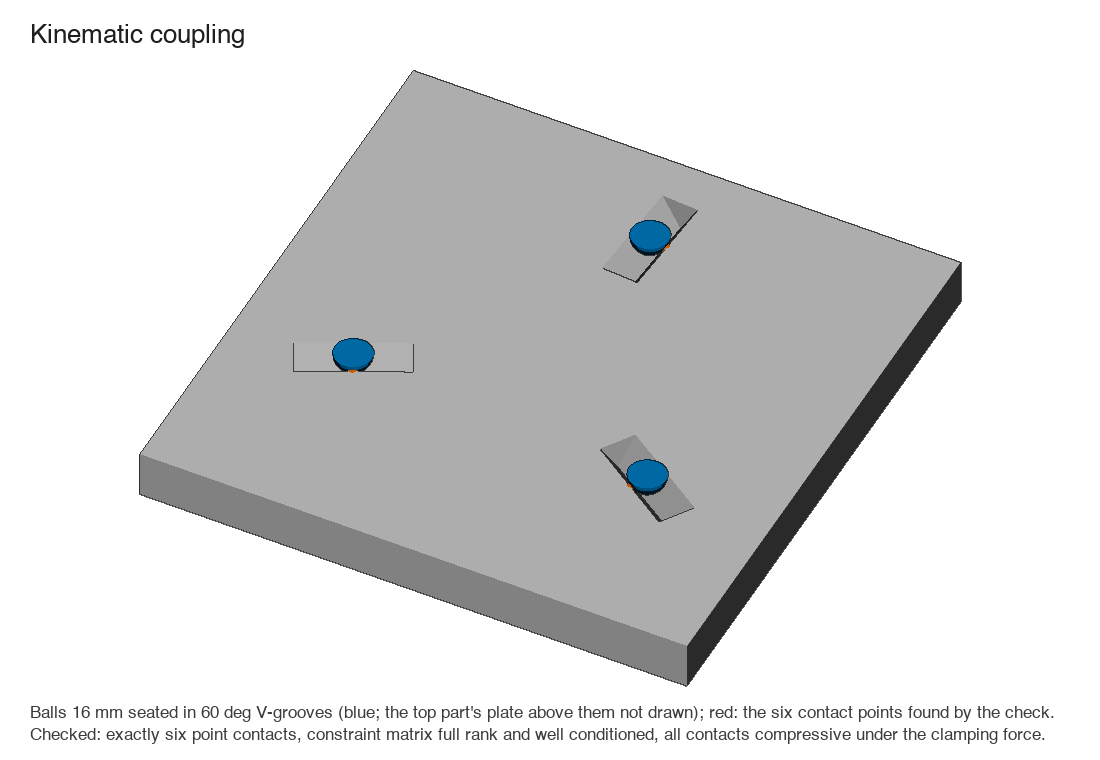 Kinematic coupling
Balls 16 mm seated in 60 deg V-grooves (blue; the top part's plate above them not drawn); red: the six contact points found by the check.
Checked: exactly six point contacts, constraint matrix full rank and well conditioned, all contacts compressive under the clamping force.